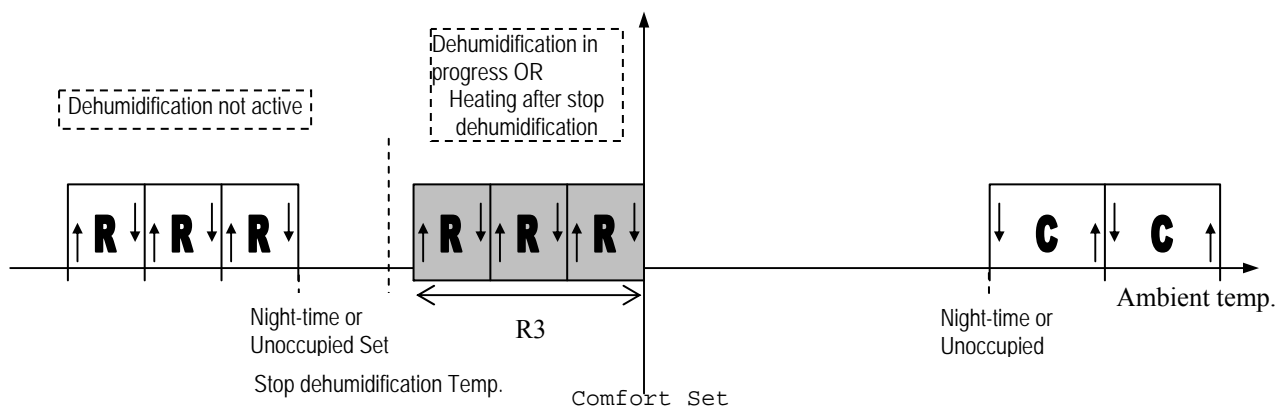 Dehumidification in
progress OR
Heating after stop
dehumidification
Dehumidification not active
R R R R R R C C
Ambient temp.
Night-time or
Unoccupied Set
R3
Night-time or
Unoccupied
Stop dehumidification Temp.
Comfort Set